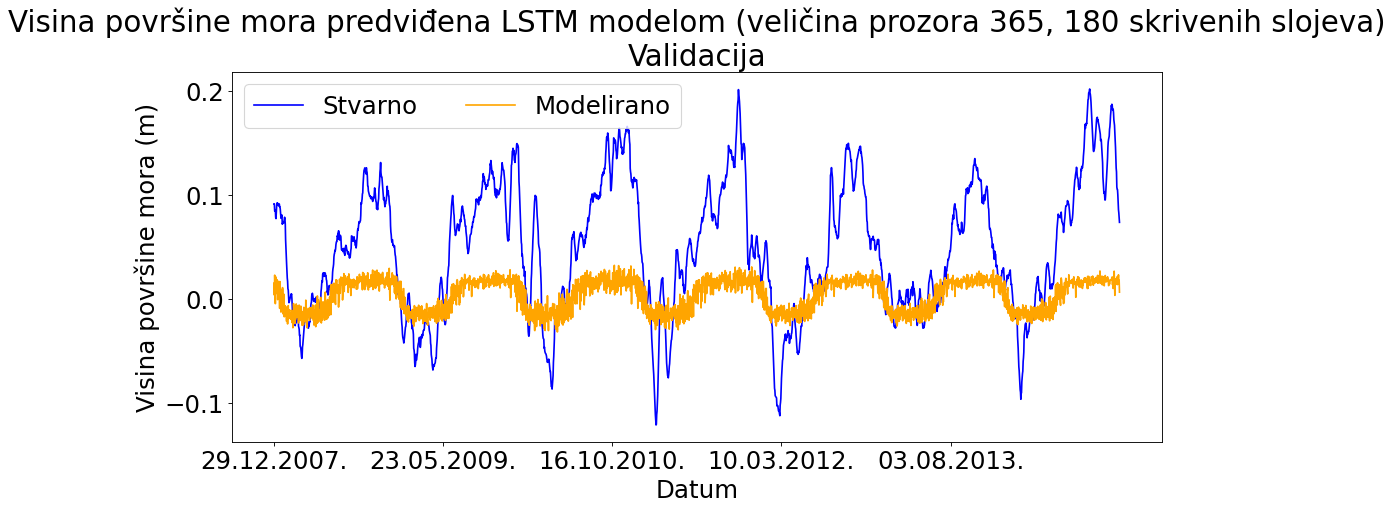 Visina površine mora predviđena LSTM modelom (veličina prozora 365, 180 skrivenih slojeva)
Validacija
Stvarno Modelirano
Visina površine mora (m)
0.2
0.1
0.0
−0.1
29.12.2007. 23.05.2009. 16.10.2010. 10.03.2012. 03.08.2013.
Datum